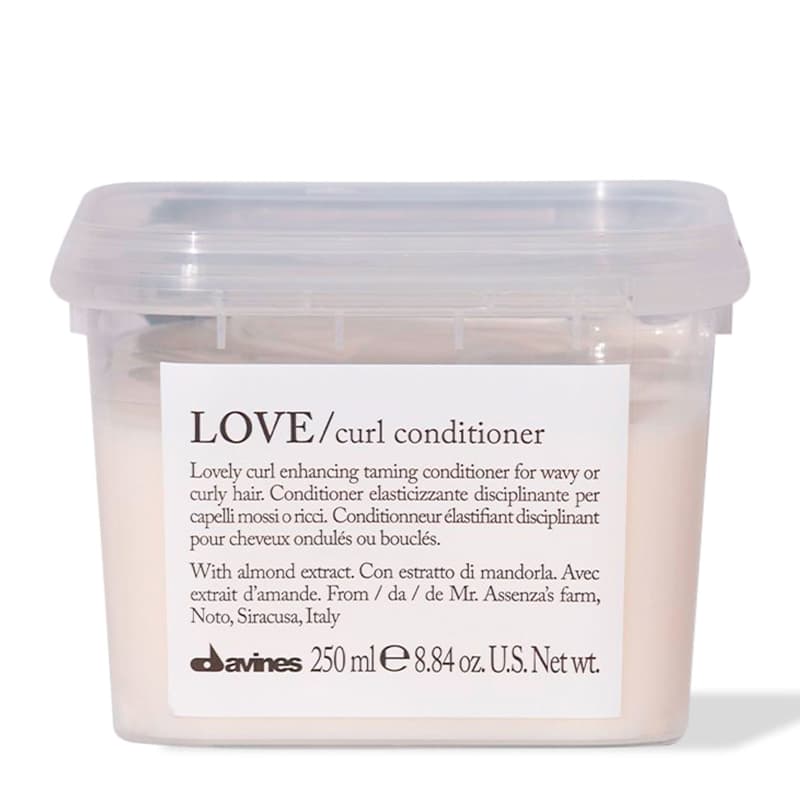 LOVE/curl conditioner
Lovely curl enhancing taming conditioner for wavy or
curly hair. Conditioner elasticizzante disciplinante per
capelli mossi o ricci. Conditionneur élastifiant disciplinant
pour cheveux ondulés ou bouclés.
With almond extract. Con estratto di mandorla. Avec
extrait d'amande. From / da / de Mr. Assenza's farm,
Noto, Siracusa, Italy
davines 250 ml ℮ 8.84 oz. U.S. Net wt.